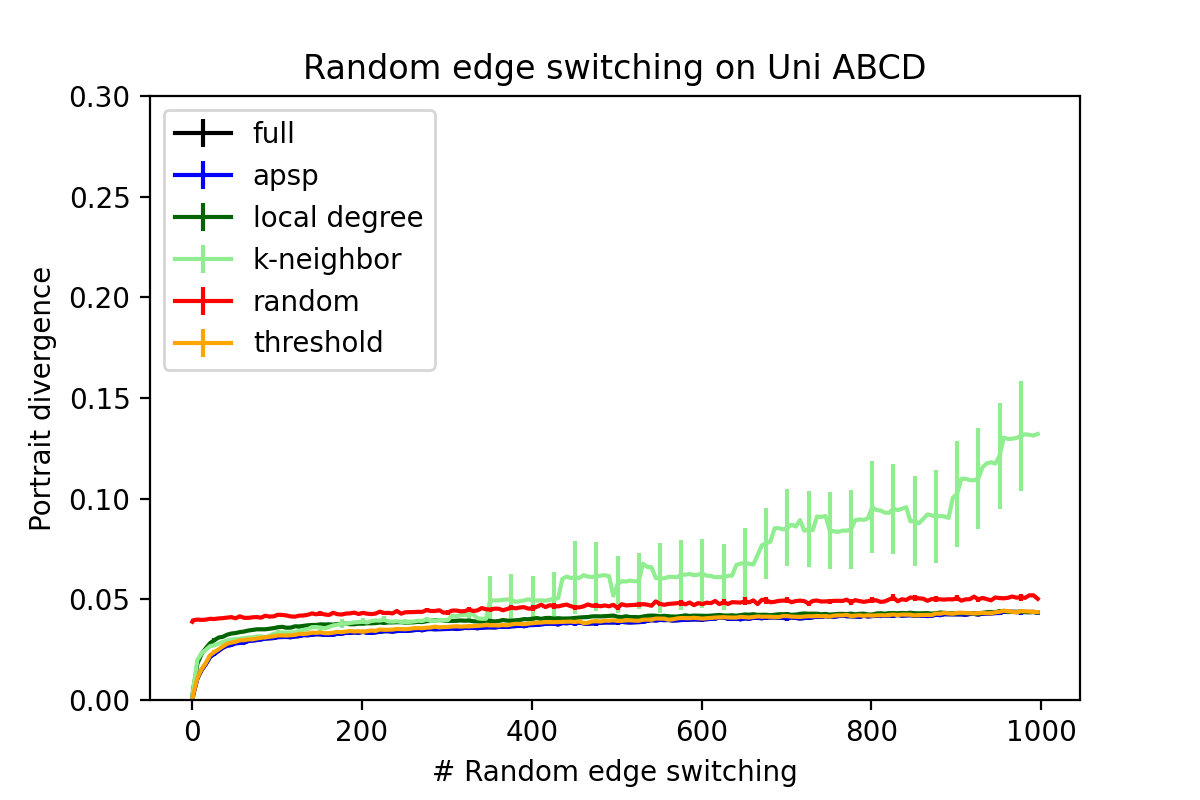 Random edge switching on Uni ABCD
0.30
0.25
0.20
0.15
0.10
0.05
0.00
Portrait divergence
full
apsp
local degree
k-neighbor
random
threshold
0 200 400 600 800 1000
# Random edge switching